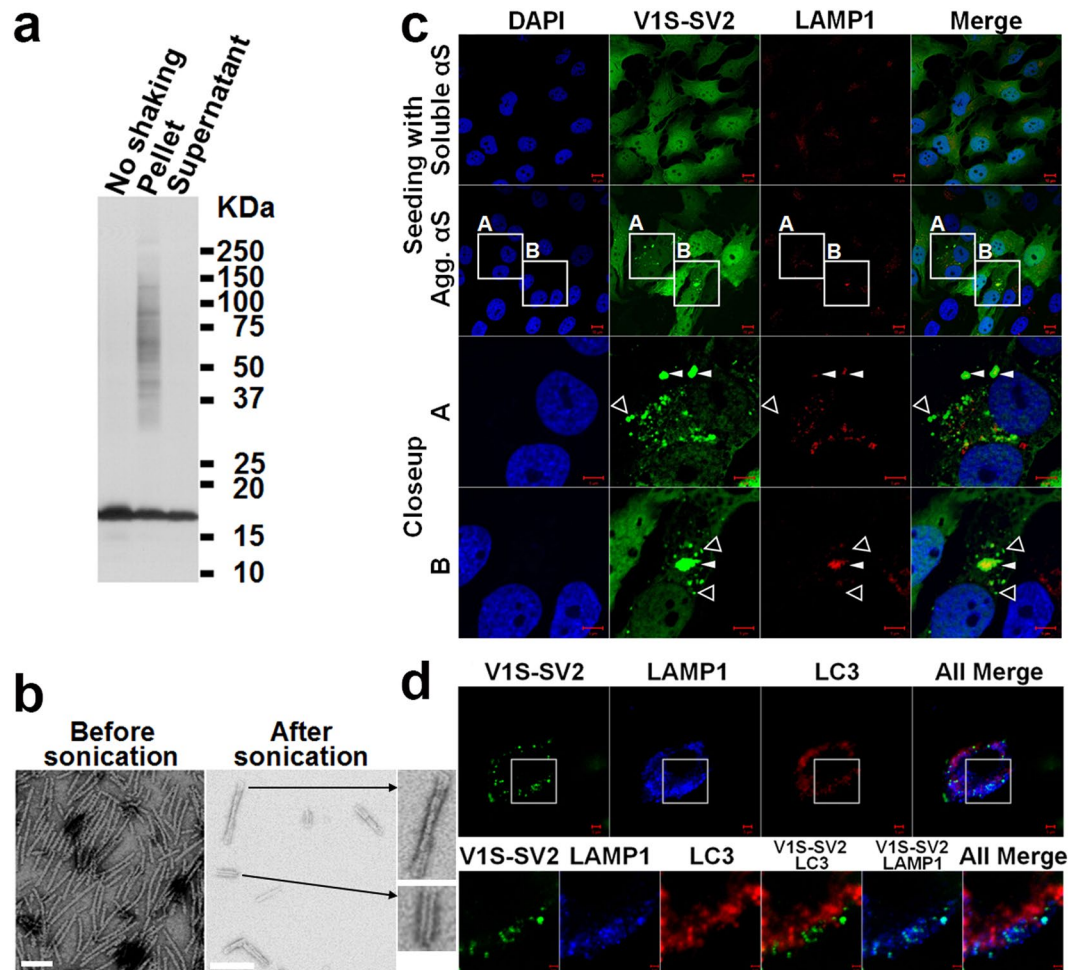 a
No shaking
Pellet
Supernatant
KDa
250
150
100
75
50
37
25
20
15
10
b
Before sonication
After sonication
c
DAPI V1S-SV2 LAMP1 Merge
Seeding with
Soluble αS
Agg. αS
A A A A
B B B B
Closeup
A
B
d
V1S-SV2 LAMP1 LC3 All Merge
V1S-SV2 LAMP1 LC3 V1S-SV2 LC3 V1S-SV2 LAMP1 All Merge